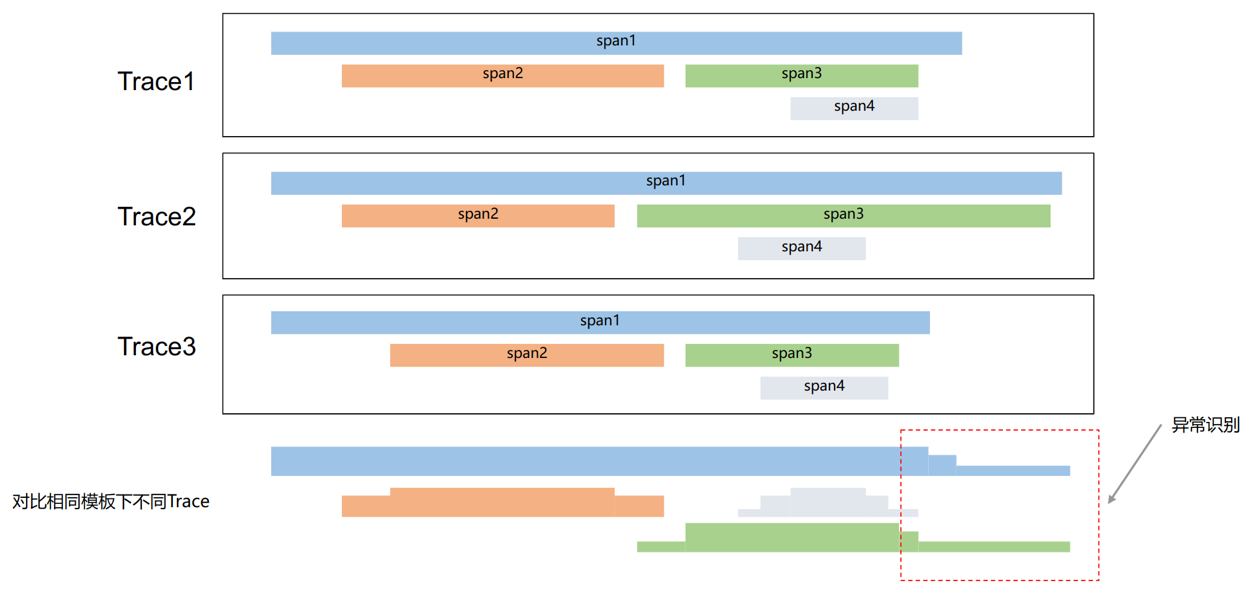 span1
Trace1
span2
span3
span4
span1
Trace2
span2
span3
span4
span1
Trace3
span2
span3
span4
异常识别
对比相同模板下不同Trace